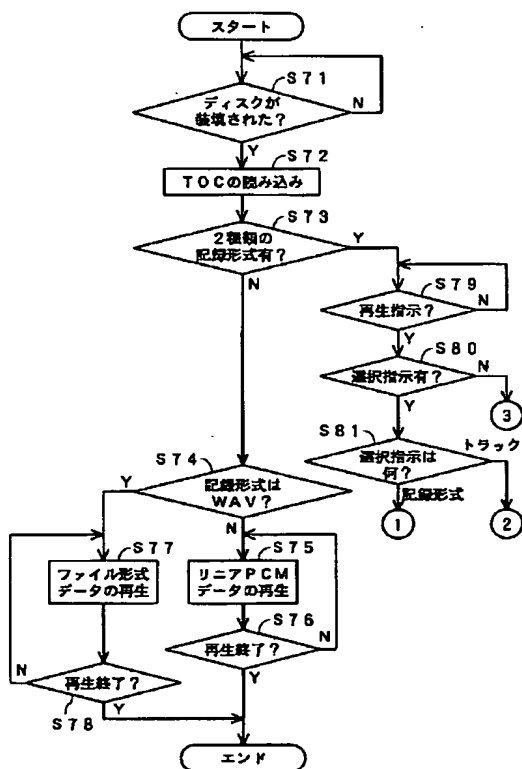 スタート
S71
ディスクが
装填された?
N
Y
S72
TOCの読み込み
S73
2種類の
記録形式有?
Y
N
S79
再生指示?
N
Y
S80
選択指示有?
N
Y
3
S81
選択指示は
何?
トラック
記録形式
1
2
S74
記録形式は
WAV?
Y
N
S77
ファイル形式
データの再生
S75
リニアPCM
データの再生
S76
再生終了?
N
Y
再生終了?
N
Y
S78
エンド